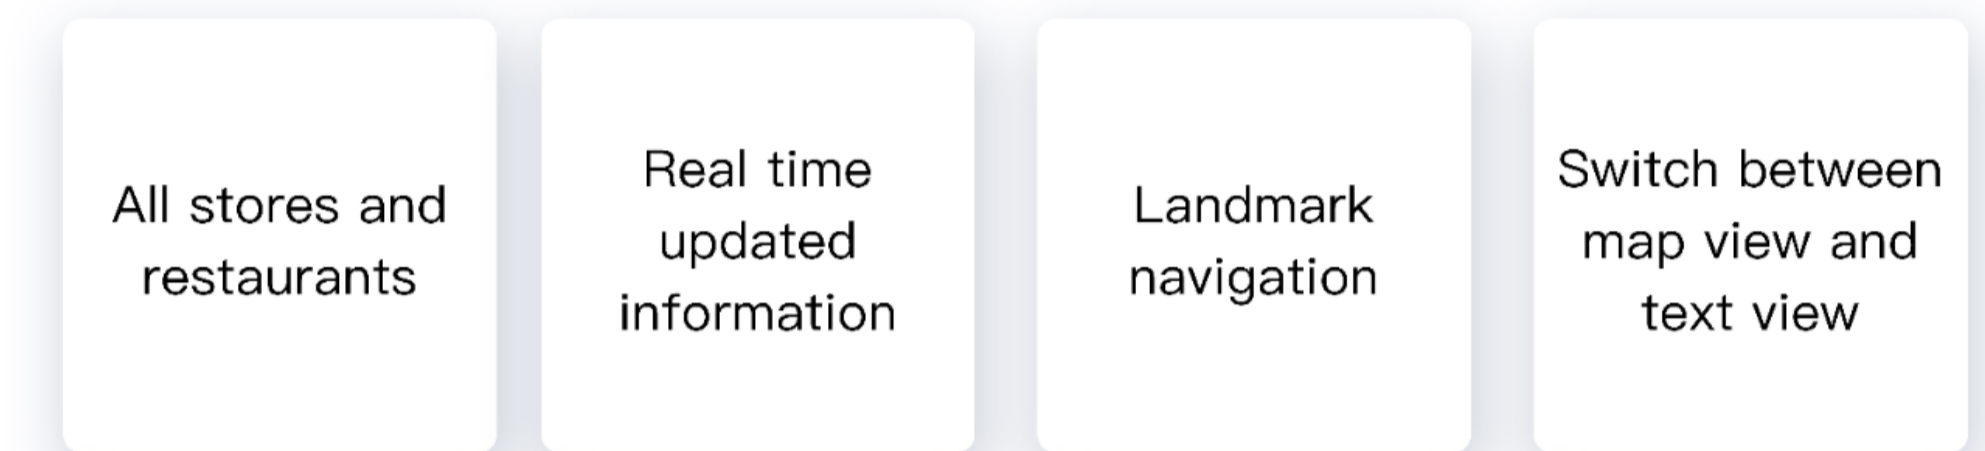 All stores and
restaurants
Real time
updated
information
Landmark
navigation
Switch between
map view and
text view